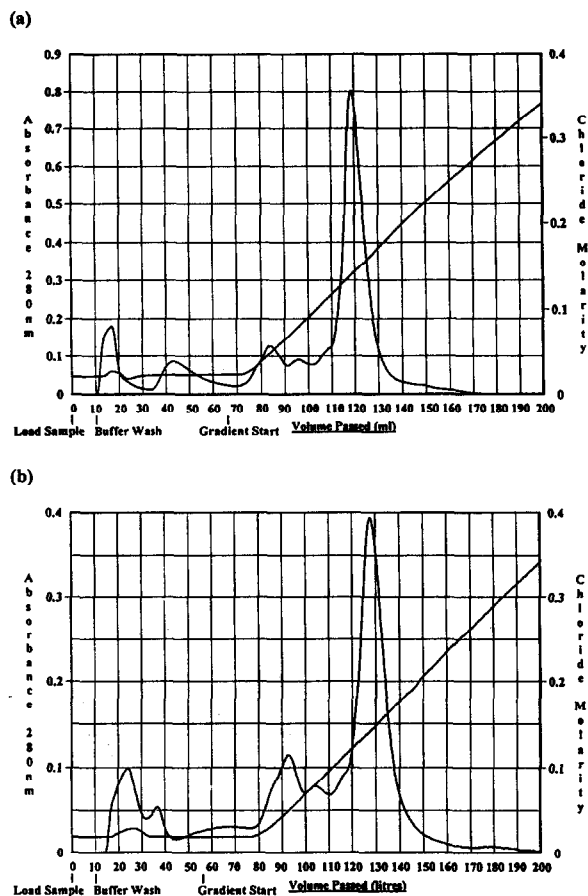 (a)
0.9
0.8
0.7
0.6
0.5
0.4
0.3
0.2
0.1
0
Absorbance 280nm
0.4
0.3
0.2
0.1
0
Chloride Molarity
0 10 20 30 40 50 60 70 80 90 100 110 120 130 140 150 160 170 180 190 200
Load Sample Buffer Wash Gradient Start Volume Passed (ml)
(b)
0.4
0.3
0.2
0.1
0
Absorbance 280nm
0.4
0.3
0.2
0.1
0
Chloride Molarity
0 10 20 30 40 50 60 70 80 90 100 110 120 130 140 150 160 170 180 190 200
Load Sample Buffer Wash Gradient Start Volume Passed (litres)